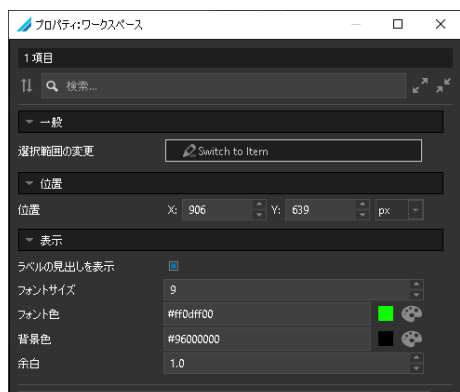 プロパティ:ワークスペース
1 項目
検索...
一般
選択範囲の変更 Switch to Item
位置
位置 X: 906 Y: 639 px
表示
ラベルの見出しを表示
フォントサイズ 9
フォント色 #ff0dff00
背景色 #96000000
余白 1.0